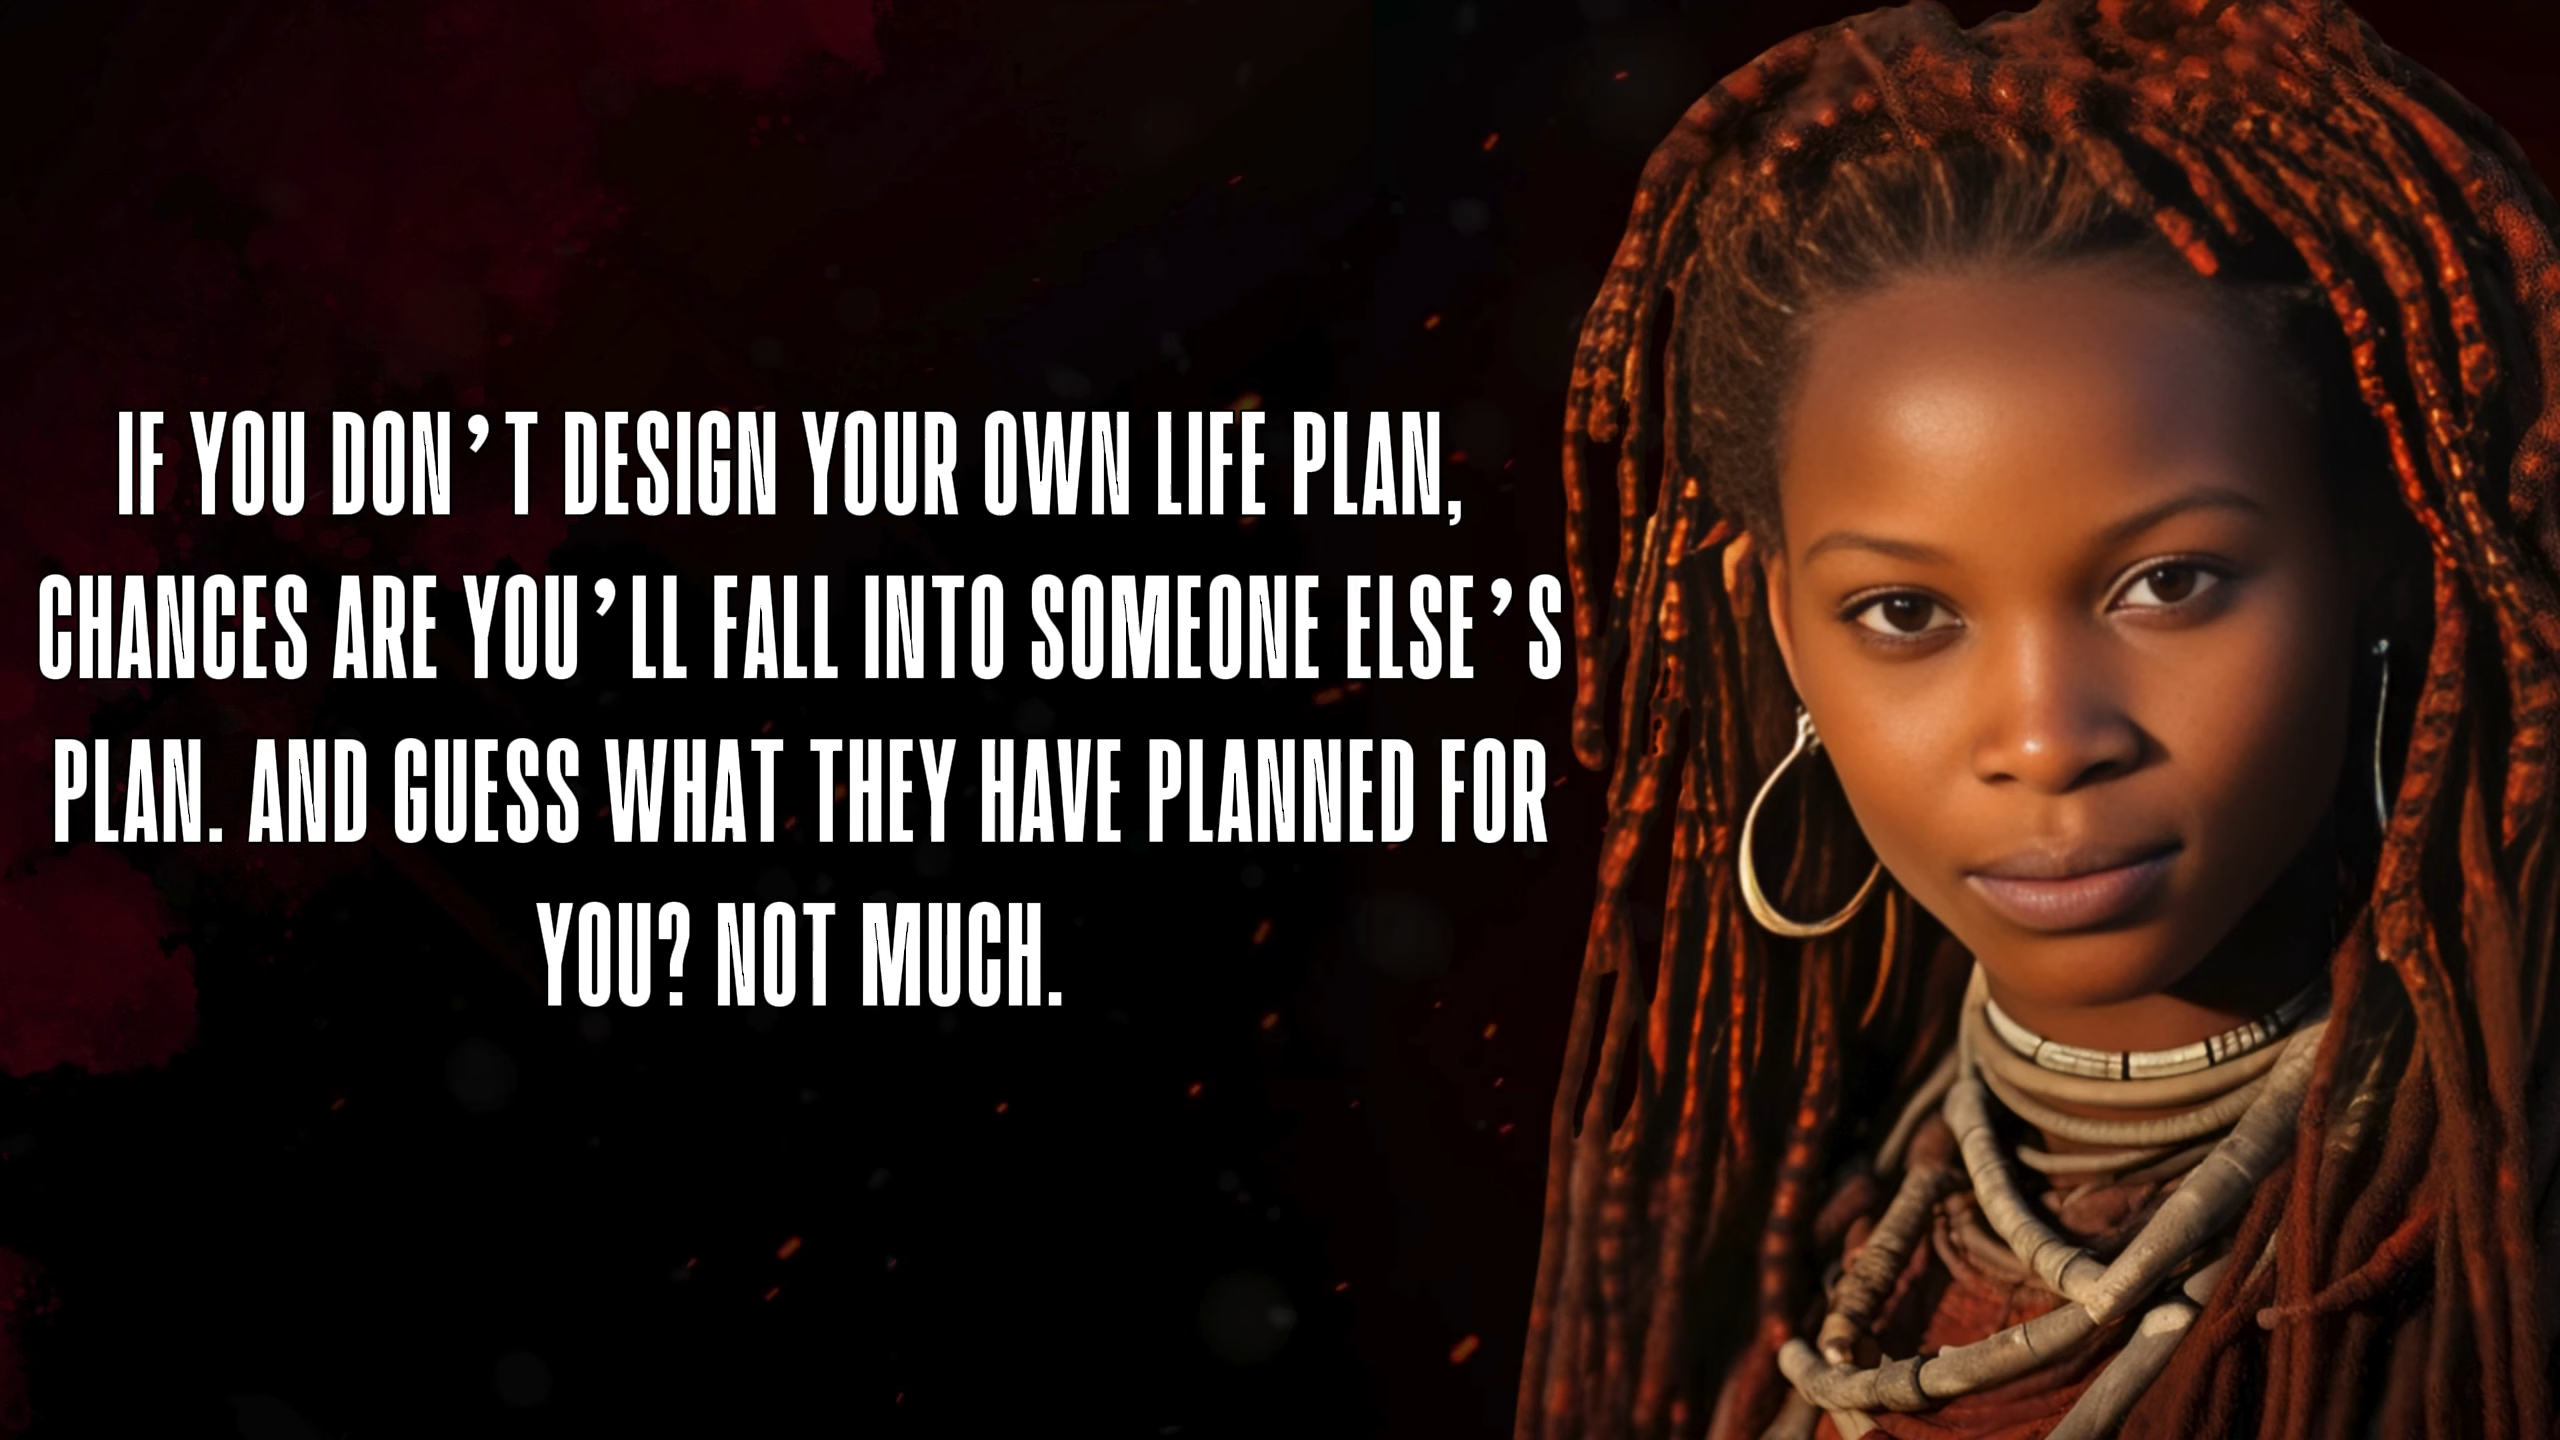 IF YOU DON’T DESIGN YOUR OWN LIFE PLAN,
CHANCES ARE YOU’LL FALL INTO SOMEONE ELSE’S
PLAN. AND GUESS WHAT THEY HAVE PLANNED FOR
YOU? NOT MUCH.